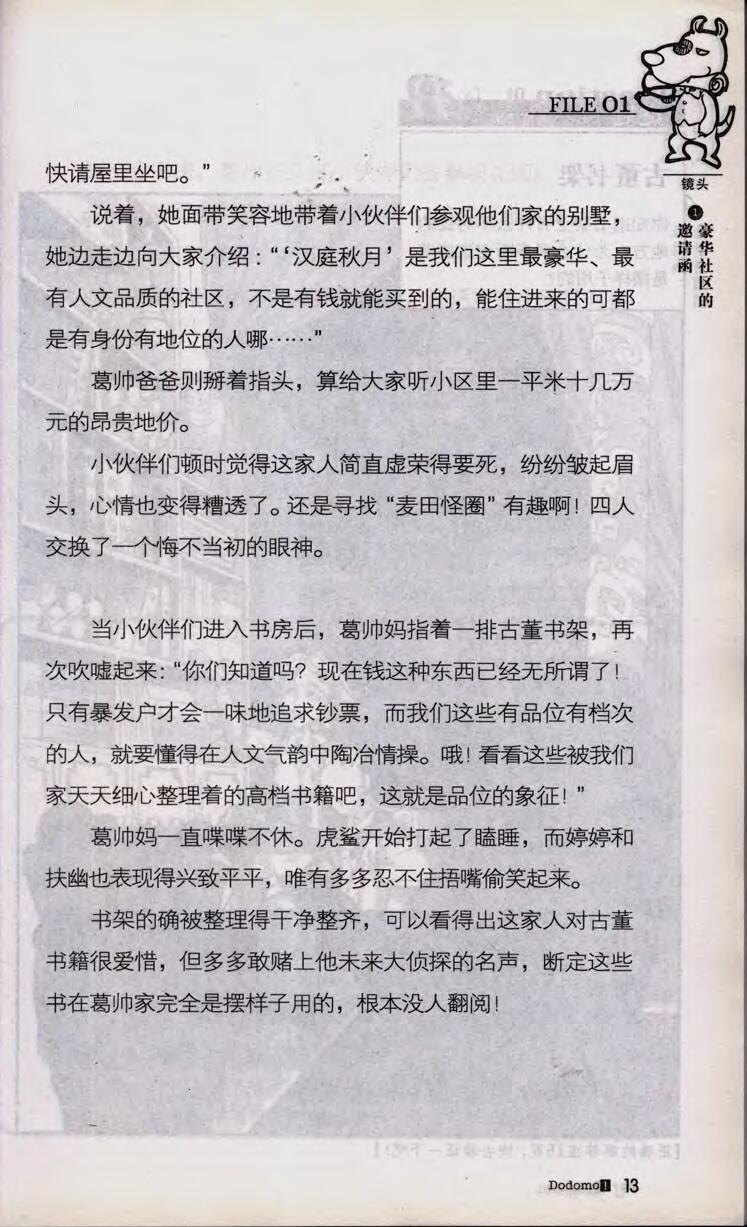 FILE 01
镜头
❶豪华社区的
邀请函
快请屋里坐吧。”
说着，她面带笑容地带着小伙伴们参观他们家的别墅，
她边走边向大家介绍：“‘汉庭秋月’是我们这里最豪华、最
有人文品质的社区，不是有钱就能买到的，能住进来的可都
是有身份有地位的人哪……”
葛帅爸爸则掰着指头，算给大家听小区里一平米十几万
元的昂贵地价。
小伙伴们顿时觉得这家人简直虚荣得要死，纷纷皱起眉
头，心情也变得糟透了。还是寻找“麦田怪圈”有趣啊！四人
交换了一个悔不当初的眼神。
当小伙伴们进入书房后，葛帅妈指着一排古董书架，再
次吹嘘起来：“你们知道吗？现在钱这种东西已经无所谓了！
只有暴发户才会一味地追求钞票，而我们这些有品位有档次
的人，就要懂得在人文气韵中陶冶情操。哦！看看这些被我们
家天天细心整理着的高档书籍吧，这就是品位的象征！”
葛帅妈一直喋喋不休。虎鲨开始打起了瞌睡，而婷婷和
扶幽也表现得兴致平平，唯有多多忍不住捂嘴偷笑起来。
书架的确被整理得干净整齐，可以看得出这家人对古董
书籍很爱惜，但多多敢赌上他未来大侦探的名声，断定这些
书在葛帅家完全是摆样子用的，根本没人翻阅！
Dodomo1 13